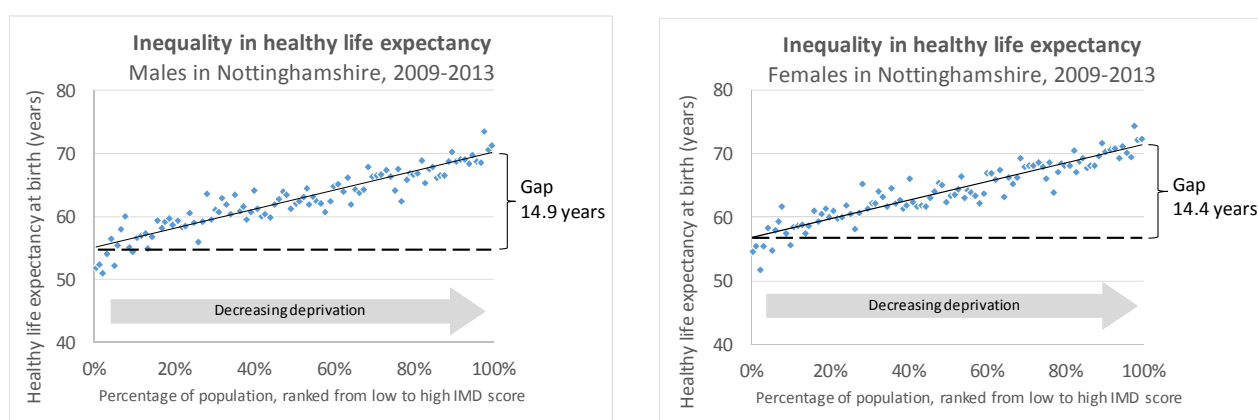 Inequality in healthy life expectancy
Males in Nottinghamshire, 2009-2013
Healthy life expectancy at birth (years)
80
70
60
50
40
Gap
14.9 years
Decreasing deprivation
0%
20%
40%
60%
80%
100%
Percentage of population, ranked from low to high IMD score
Inequality in healthy life expectancy
Females in Nottinghamshire, 2009-2013
Healthy life expectancy at birth (years)
80
70
60
50
40
Gap
14.4 years
Decreasing deprivation
0%
20%
40%
60%
80%
100%
Percentage of population, ranked from low to high IMD score